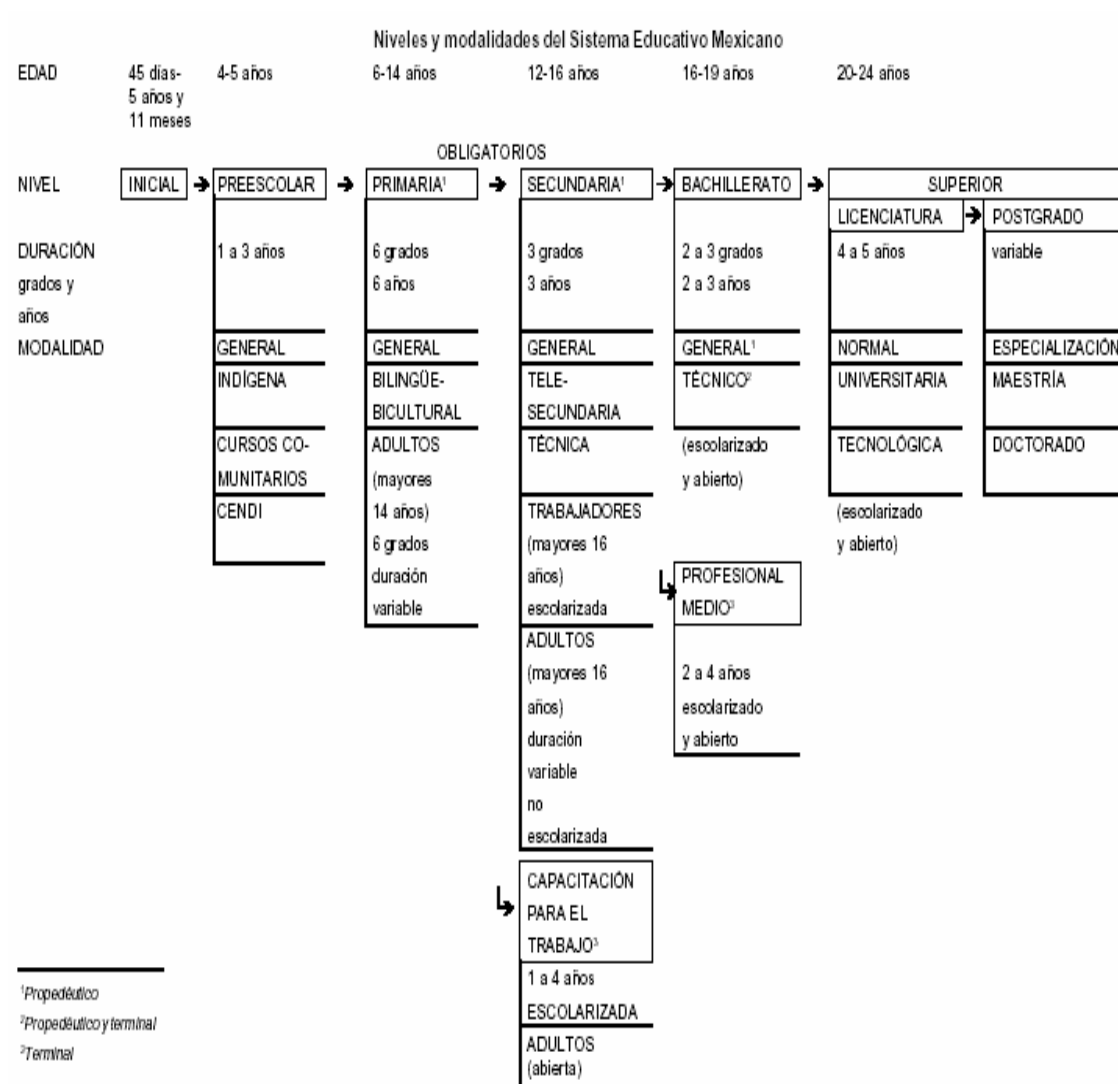 Niveles y modalidades del Sistema Educativo Mexicano
EDAD
45 días-
5 años y
11 meses
4-5 años
6-14 años
12-16 años
16-19 años
20-24 años
OBLIGATORIOS
NIVEL
INICIAL
PREESCOLAR
PRIMARIA¹
SECUNDARIA¹
BACHILLERATO
SUPERIOR
LICENCIATURA
POSTGRADO
DURACIÓN
grados y
años
1 a 3 años
6 grados
6 años
3 grados
3 años
2 a 3 grados
2 a 3 años
4 a 5 años
variable
MODALIDAD
GENERAL
INDÍGENA
CURSOS CO-
MUNITARIOS
CENDI
GENERAL
BILINGÜE-
BICULTURAL
ADULTOS
(mayores
14 años)
6 grados
duración
variable
GENERAL
TELE-
SECUNDARIA
TÉCNICA
TRABAJADORES
(mayores 16
años)
escolarizada
ADULTOS
(mayores 16
años)
duración
variable
no
escolarizada
CAPACITACIÓN
PARA EL
TRABAJO³
1 a 4 años
ESCOLARIZADA
ADULTOS
(abierta)
GENERAL¹
TÉCNICO²
(escolarizado
y abierto)
PROFESIONAL
MEDIO³
2 a 4 años
escolarizado
y abierto
NORMAL
UNIVERSITARIA
TECNOLÓGICA
(escolarizado
y abierto)
ESPECIALIZACIÓN
MAESTRÍA
DOCTORADO
¹Propedéutico
²Propedéutico y terminal
³Terminal